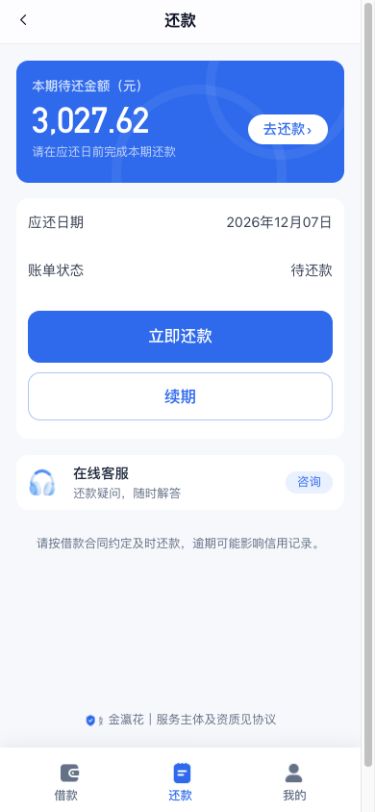 还款
本期待还金额（元）
3,027.62
去还款›
请在应还日前完成本期还款
应还日期
2026年12月07日
账单状态
待还款
立即还款
续期
在线客服
还款疑问，随时解答
咨询
请按借款合同约定及时还款，逾期可能影响信用记录。
金瀛花｜服务主体及资质见协议
借款
还款
我的